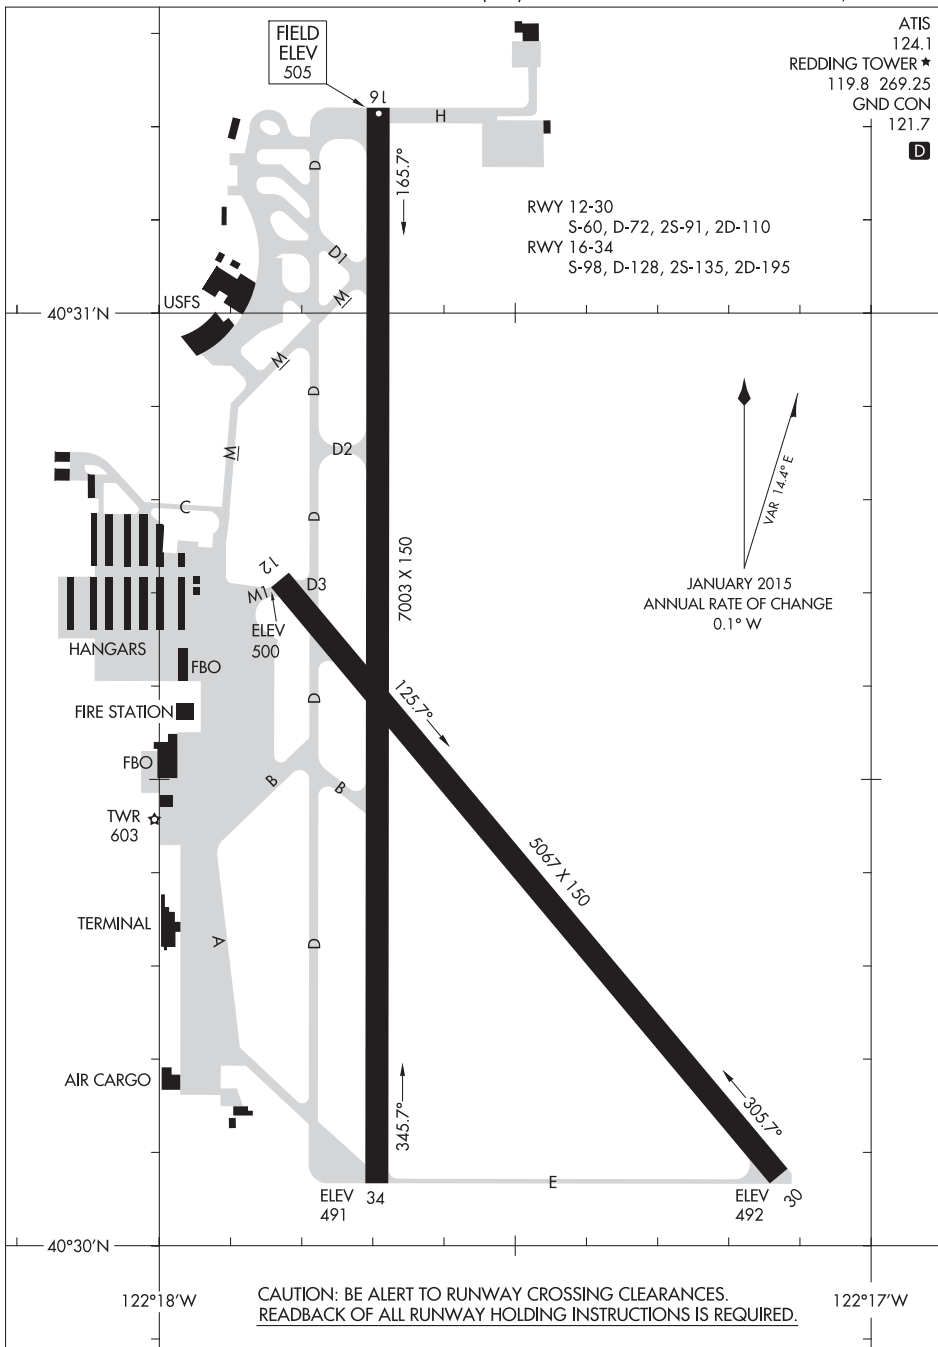 ATIS
124.1
REDDING TOWER ★
119.8 269.25
GND CON
121.7
D
FIELD
ELEV
505
16
H
D
165.7°
RWY 12-30
S-60, D-72, 2S-91, 2D-110
RWY 16-34
S-98, D-128, 2S-135, 2D-195
D1
W
USFS
40°31'N
W
D
D2
W
VAR 14.4° E
C
D
7003 X 150
12
D3
W1
JANUARY 2015
ANNUAL RATE OF CHANGE
0.1° W
ELEV
500
HANGARS
FBO
125.7°
D
FIRE STATION
FBO
B
B
TWR
603
5067 X 150
TERMINAL
A
D
AIR CARGO
345.7°
305.7°
E
ELEV
491
34
ELEV
492
30
40°30'N
122°18'W
122°17'W
CAUTION: BE ALERT TO RUNWAY CROSSING CLEARANCES.
READBACK OF ALL RUNWAY HOLDING INSTRUCTIONS IS REQUIRED.